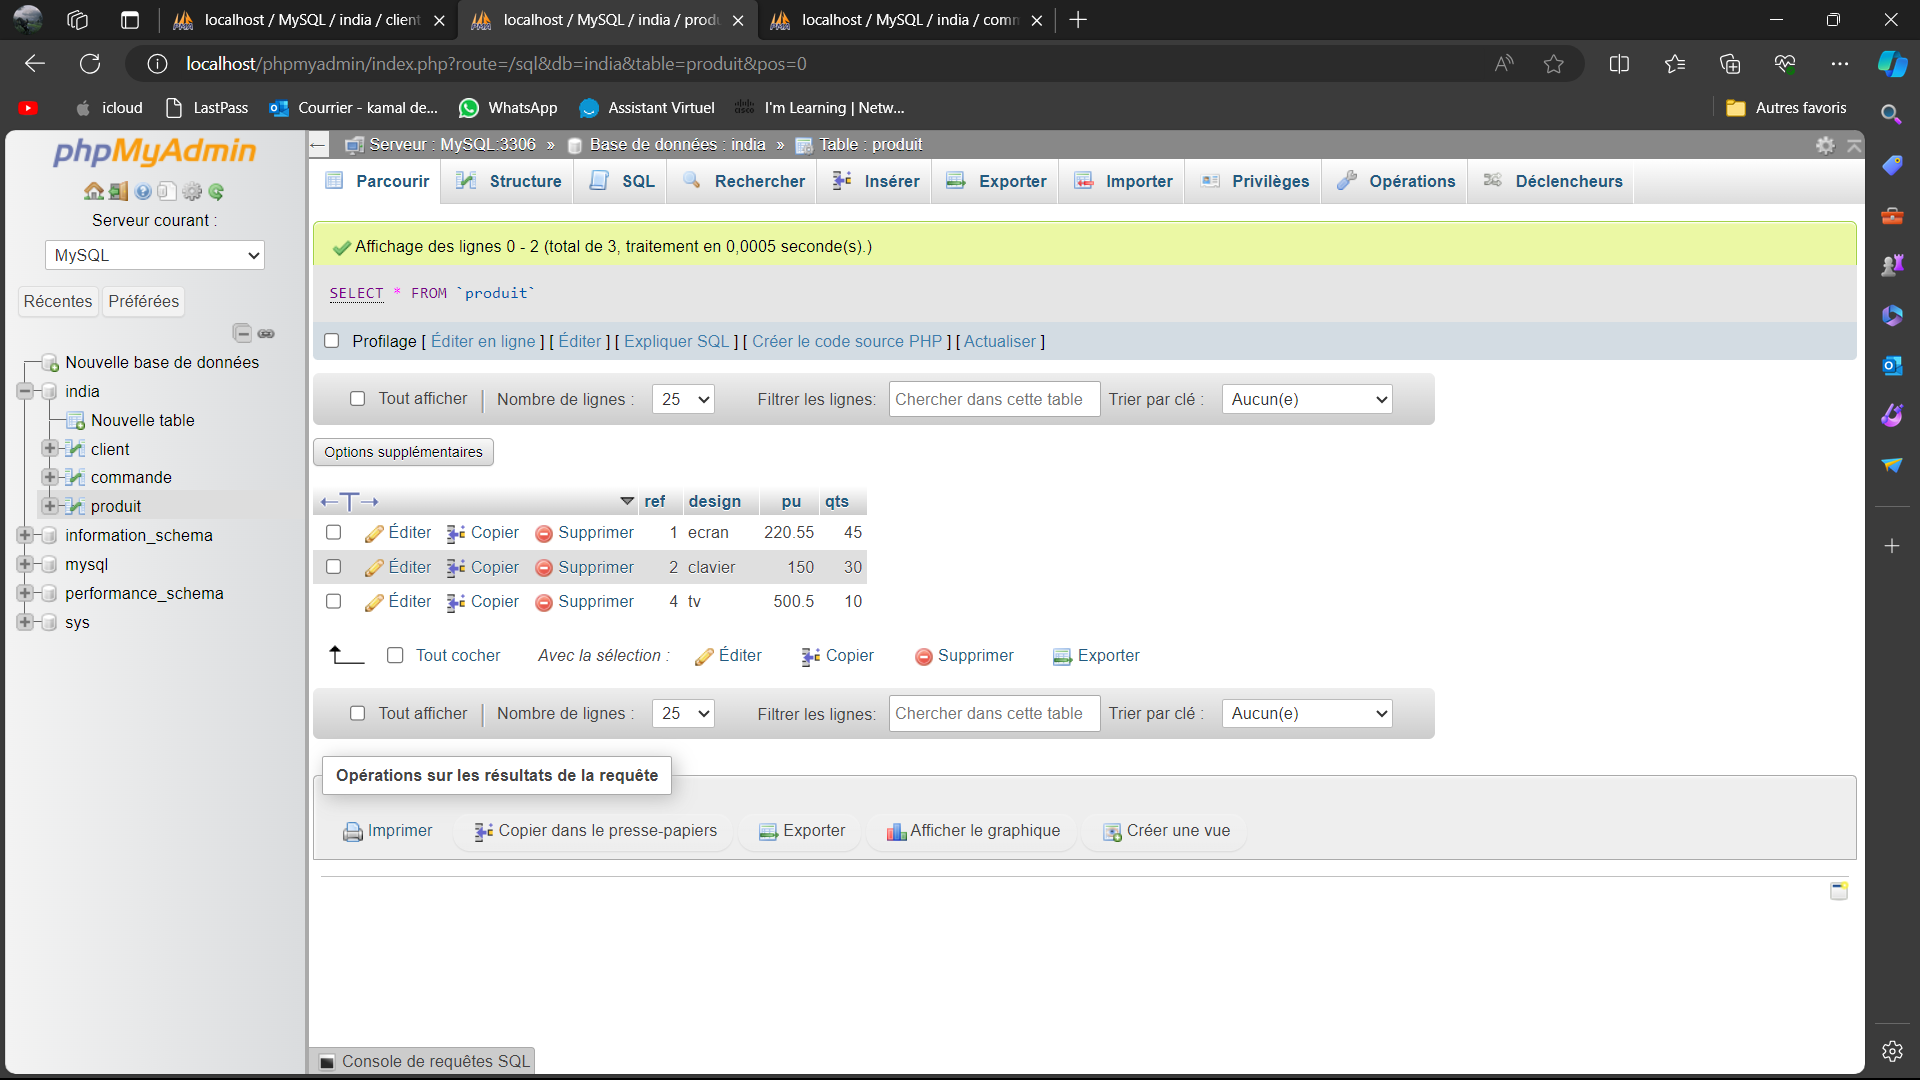 localhost / MySQL / india / client
localhost / MySQL / india / produ
localhost / MySQL / india / comm
localhost/phpmyadmin/index.php?route=/sql&db=india&table=produit&pos=0
icloud
LastPass
Courrier - kamal de...
WhatsApp
Assistant Virtuel
I'm Learning | Netw...
Autres favoris
phpMyAdmin
Serveur courant :
MySQL
Récentes
Préférées
Nouvelle base de données
india
Nouvelle table
client
commande
produit
information_schema
mysql
performance_schema
sys
Serveur : MySQL:3306 » Base de données : india » Table : produit
Parcourir
Structure
SQL
Rechercher
Insérer
Exporter
Importer
Privilèges
Opérations
Déclencheurs
Affichage des lignes 0 - 2 (total de 3, traitement en 0,0005 seconde(s).)
SELECT * FROM `produit`
Profilage [ Éditer en ligne ] [ Éditer ] [ Expliquer SQL ] [ Créer le code source PHP ] [ Actualiser ]
Tout afficher | Nombre de lignes : 25 Filtrer les lignes: Chercher dans cette table Trier par clé : Aucun(e)
Options supplémentaires
←T→ ref design pu qts
Éditer Copier Supprimer 1 ecran 220.55 45
Éditer Copier Supprimer 2 clavier 150 30
Éditer Copier Supprimer 4 tv 500.5 10
Tout cocher Avec la sélection : Éditer Copier Supprimer Exporter
Tout afficher | Nombre de lignes : 25 Filtrer les lignes: Chercher dans cette table Trier par clé : Aucun(e)
Opérations sur les résultats de la requête
Imprimer Copier dans le presse-papiers Exporter Afficher le graphique Créer une vue
Console de requêtes SQL